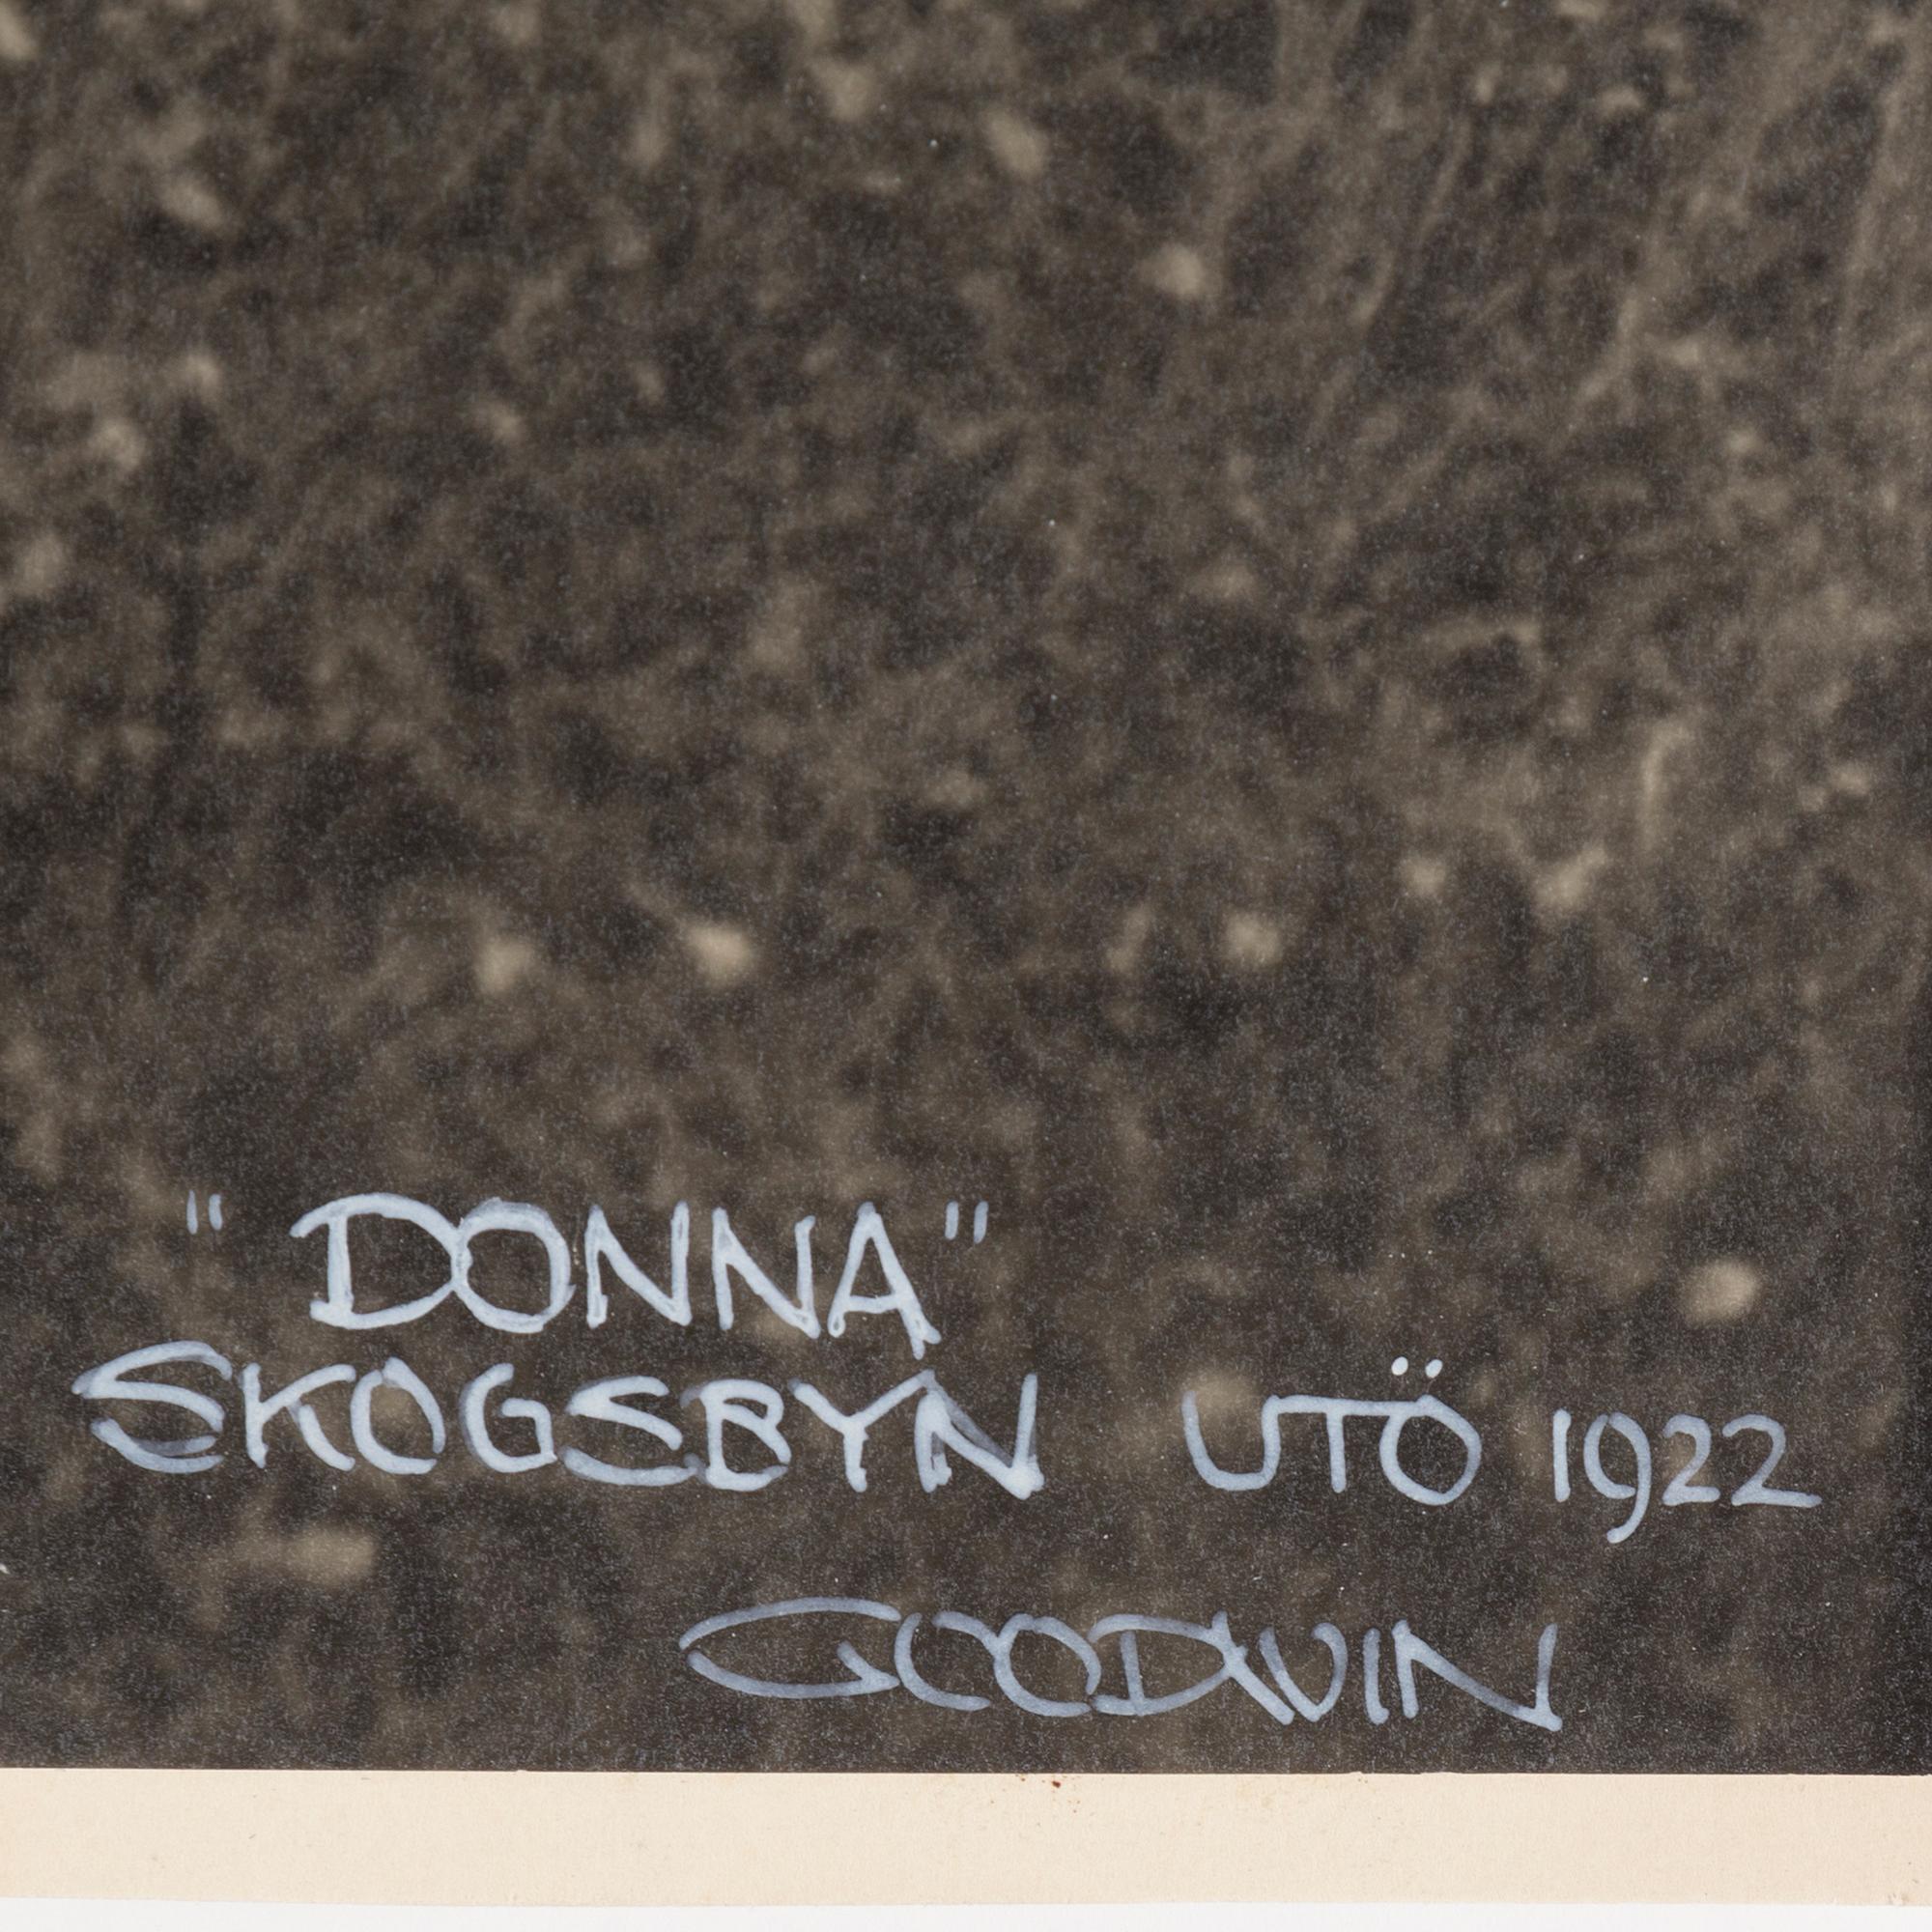 "DONNA"
SKOGSBYN UTÖ 1922
GOODWIN